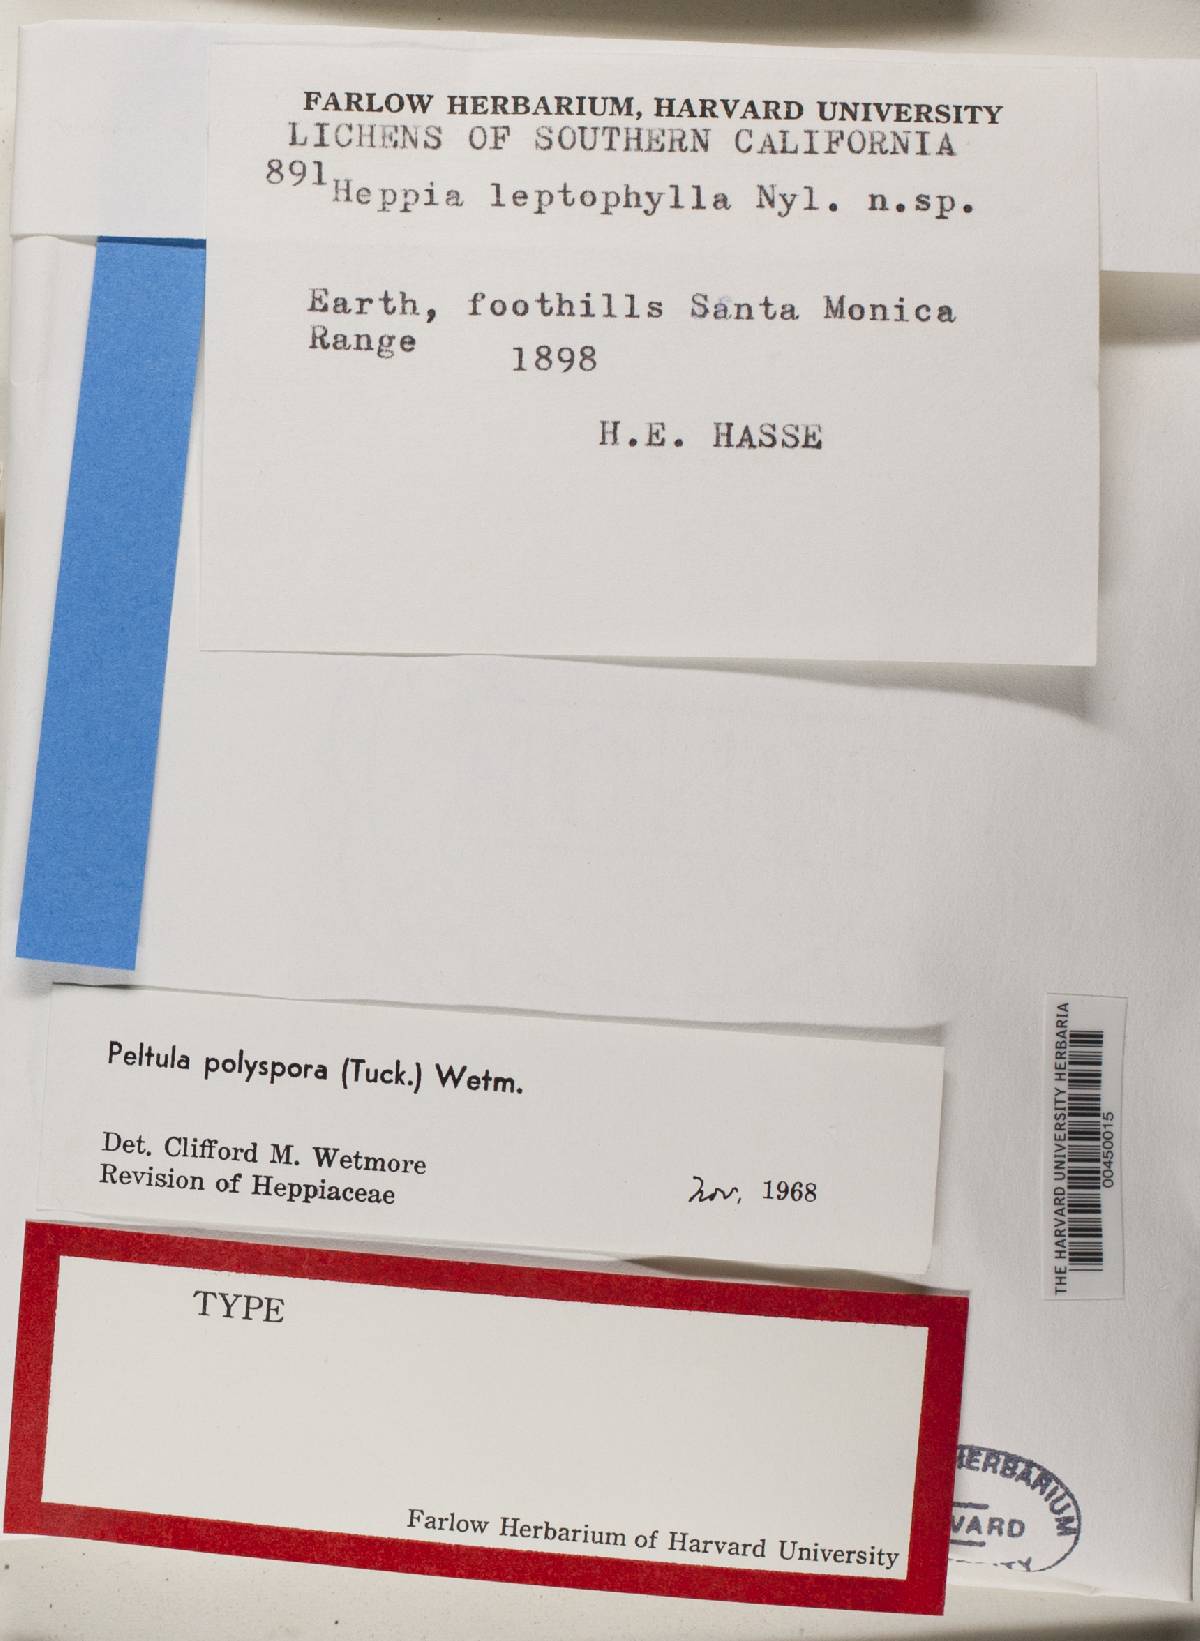 FARLOW HERBARIUM, HARVARD UNIVERSITY
LICHENS OF SOUTHERN CALIFORNIA
891
Heppia leptophylla Nyl. n.sp.
Earth, foothills Santa Monica
Range 1898
H.E. HASSE
Peltula polyspora (Tuck.) Wetm.
Det. Clifford M. Wetmore
Revision of Heppiaceae
Nov, 1968
THE HARVARD UNIVERSITY HERBARIA
00450015
TYPE
Farlow Herbarium of Harvard University
HERBARIUM
VARD